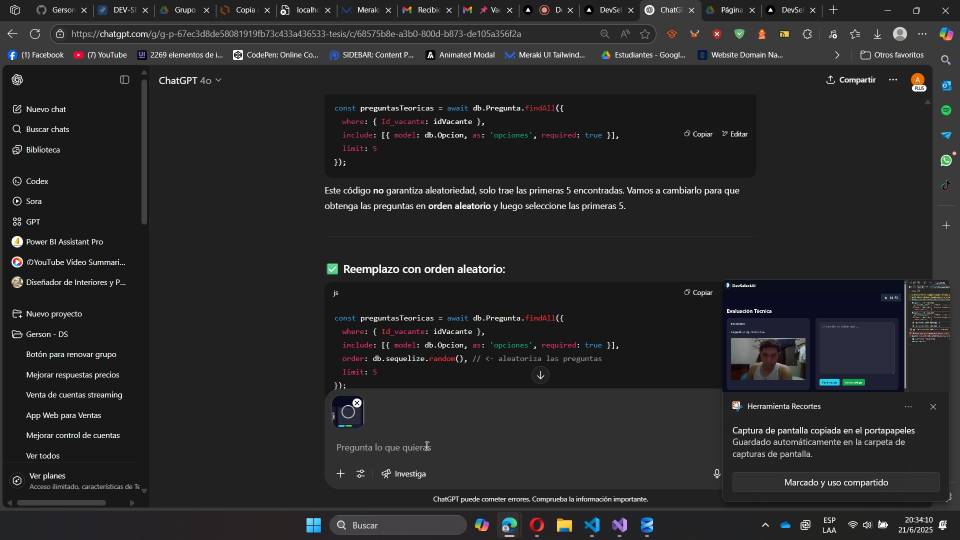 Gerson
DEV-S
Grupo
Copia
localh
Meral
Recibi
Vac
D
DevSel
ChatG
Página
DevSel
https://chatgpt.com/g/g-p-67ec3d8de58081919fb73c433a436533-tesis/c/68575b8e-a3b0-800d-b873-de105a356f2a
(1) Facebook
(7) YouTube
2269 elementos de i...
CodePen: Online Co...
SIDEBAR: Content P...
Animated Modal
Meraki UI Tailwind...
Estudiantes - Googl...
Website Domain Na...
Otros favoritos
ChatGPT 4o
Compartir
PLUS
Nuevo chat
Buscar chats
Biblioteca
Codex
Sora
GPT
Power BI Assistant Pro
YouTube Video Summari...
Diseñador de Interiores y P...
Nuevo proyecto
Gerson - DS
Botón para renovar grupo
Mejorar respuestas precio
Venta de cuentas streaming
App Web para Ventas
Mejorar control de cuentas
Ver todos
Ver planes
Acceso ilimitado, características de Te
const preguntasTeoricas = await db.Pregunta.findAll({
where: { Id_vacante: idVacante },
include: [{ model: db.Opcion, as: 'opciones', required: true }],
limit: 5
});
Copiar
Editar
Este código no garantiza aleatoriedad, solo trae las primeras 5 encontradas. Vamos a cambiarlo para que
obtenga las preguntas en orden aleatorio y luego seleccione las primeras 5.
✅ Reemplazo con orden aleatorio:
js
Copiar
const preguntasTeoricas = await db.Pregunta.findAll({
where: { Id_vacante: idVacante },
include: [{ model: db.Opcion, as: 'opciones', required: true }],
order: db.sequelize.random(), // <- aleatoriza las preguntas
limit: 5
});
Pregunta lo que quieras
Investiga
ChatGPT puede cometer errores. Comprueba la información importante.
DevSelectAI
Evaluación Técnica
Herramienta Recortes
Captura de pantalla copiada en el portapapeles
Guardado automáticamente en la carpeta de
capturas de pantalla.
Marcado y uso compartido
Buscar
ESP
LAA
20:34:10
21/6/2025